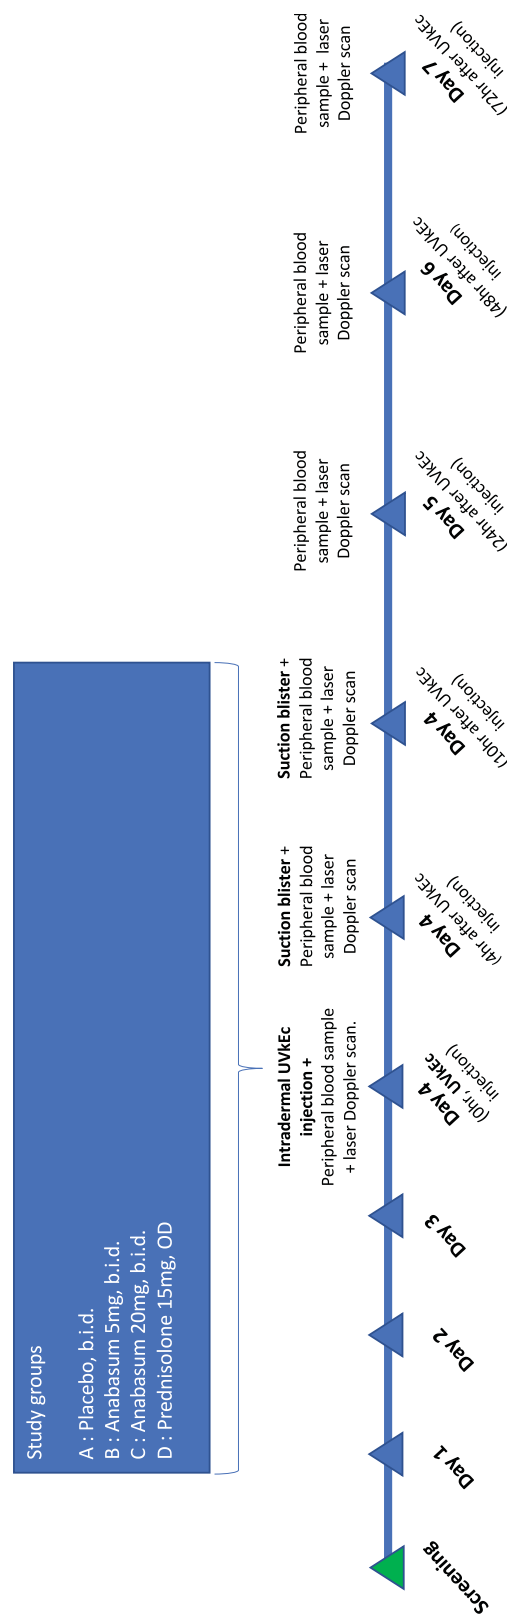 Study groups
A : Placebo, b.i.d.
B : Anabasum 5mg, b.i.d.
C : Anabasum 20mg, b.i.d.
D : Prednisolone 15mg, OD
Intradermal UVkEc
injection +
Peripheral blood sample
+ laser Doppler scan.
Suction blister +
Peripheral blood
sample + laser
Doppler scan
Suction blister +
Peripheral blood
sample + laser
Doppler scan
Peripheral blood
sample + laser
Doppler scan
Peripheral blood
sample + laser
Doppler scan
Peripheral blood
sample + laser
Doppler scan
Screening
Day 1
Day 2
Day 3
Day 4
(0hr, UVkEc
injection)
Day 4
(4hr after UVkEc
injection)
Day 4
(10hr after UVkEc
injection)
Day 5
(24hr after UVkEc
injection)
Day 6
(48hr after UVkEc
injection)
Day 7
(72hr after UVkEc
injection)